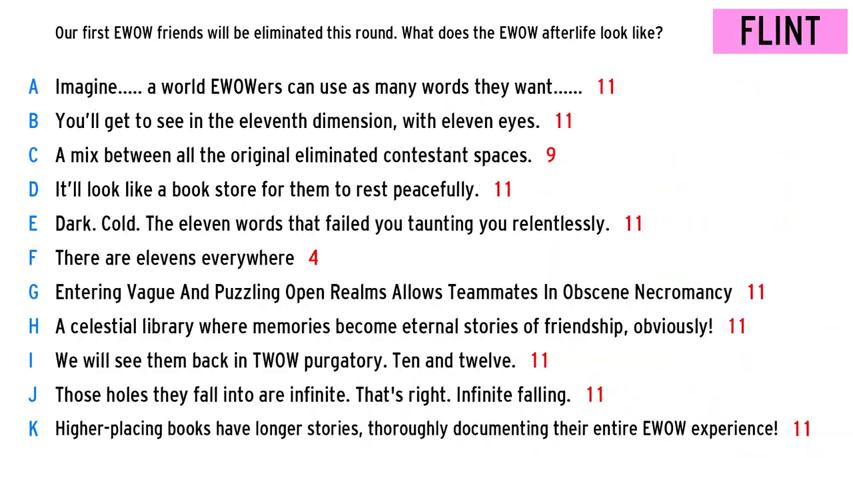 Our first EWOW friends will be eliminated this round. What does the EWOW afterlife look like?
FLINT
A Imagine..... a world EWOWers can use as many words they want...... 11
B You'll get to see in the eleventh dimension, with eleven eyes. 11
C A mix between all the original eliminated contestant spaces. 9
D It'll look like a book store for them to rest peacefully. 11
E Dark. Cold. The eleven words that failed you taunting you relentlessly. 11
F There are elevens everywhere 4
G Entering Vague And Puzzling Open Realms Allows Teammates In Obscene Necromancy 11
H A celestial library where memories become eternal stories of friendship, obviously! 11
I We will see them back in TWOW purgatory. Ten and twelve. 11
J Those holes they fall into are infinite. That's right. Infinite falling. 11
K Higher-placing books have longer stories, thoroughly documenting their entire EWOW experience! 11